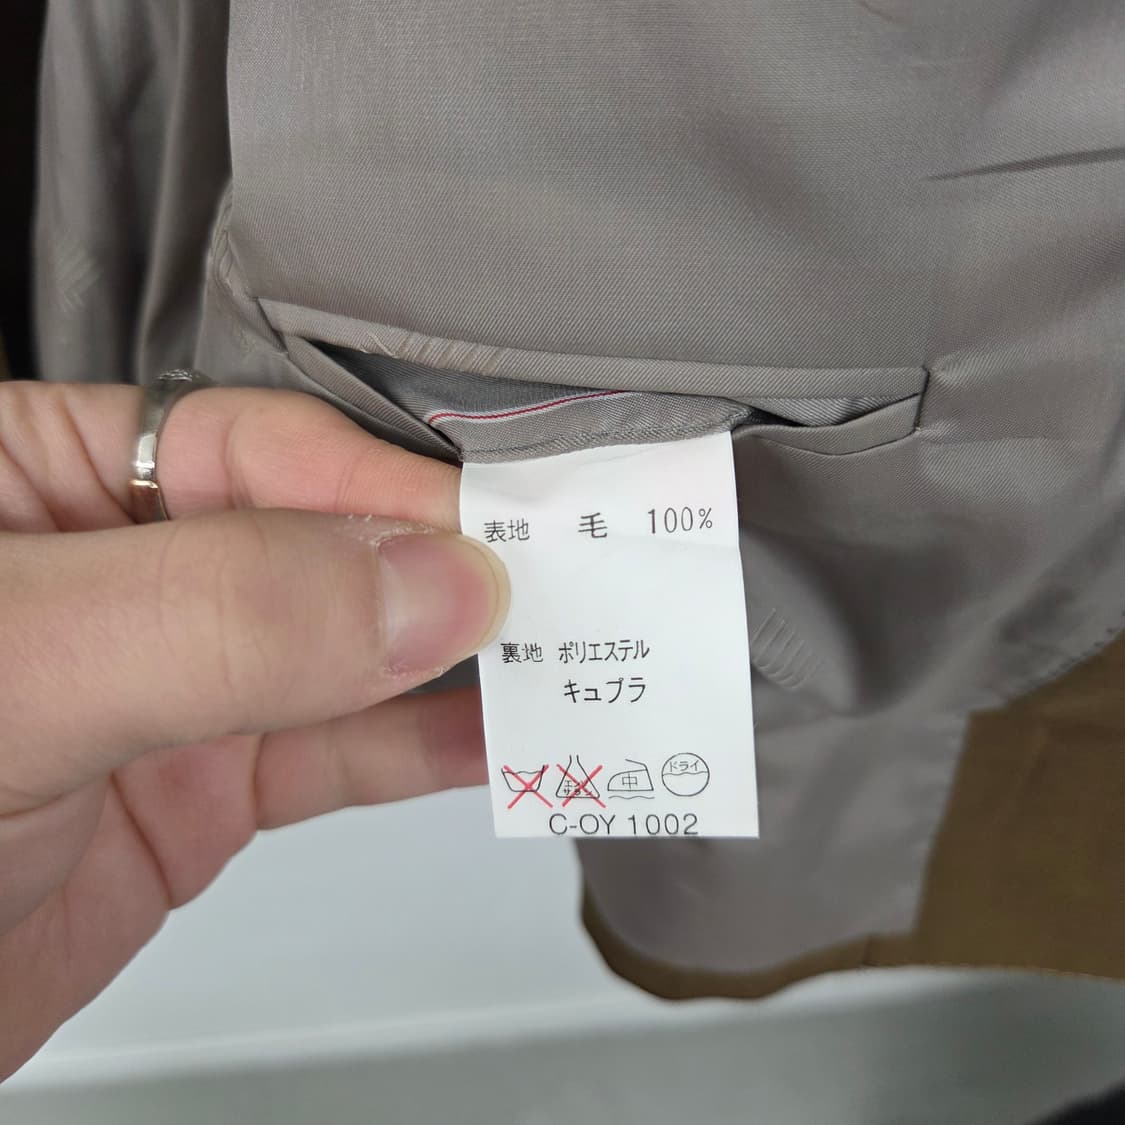 表地 毛 100%
裏地 ポリエステル
キュプラ
中 ドライ
C-OY 1002